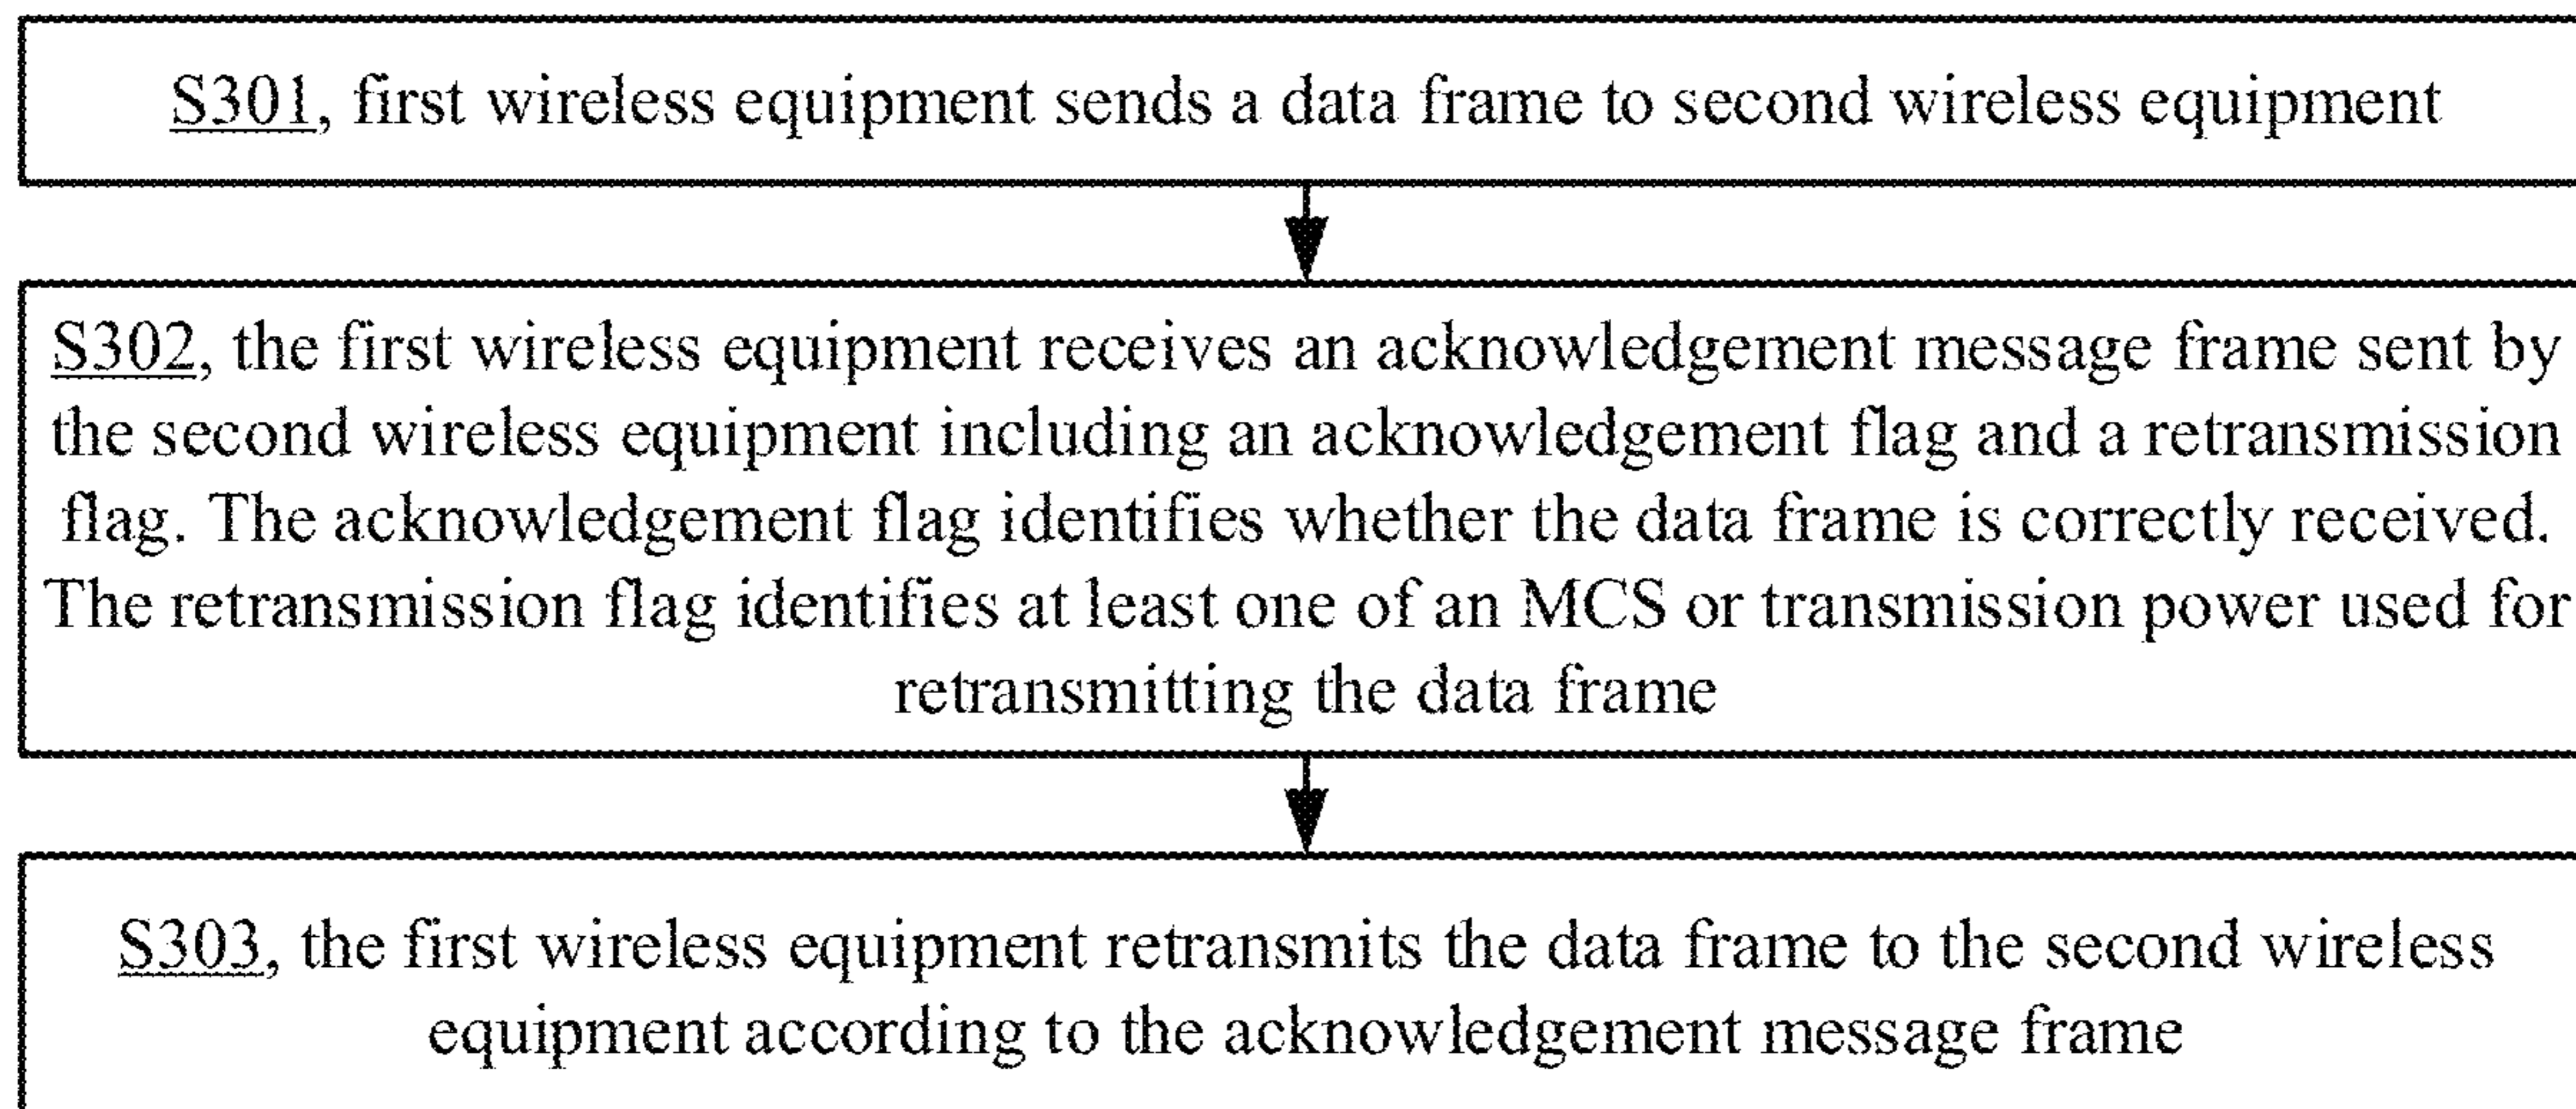 S301, first wireless equipment sends a data frame to second wireless equipment
S302, the first wireless equipment receives an acknowledgement message frame sent by
the second wireless equipment including an acknowledgement flag and a retransmission
flag. The acknowledgement flag identifies whether the data frame is correctly received.
The retransmission flag identifies at least one of an MCS or transmission power used for
retransmitting the data frame
S303, the first wireless equipment retransmits the data frame to the second wireless
equipment according to the acknowledgement message frame